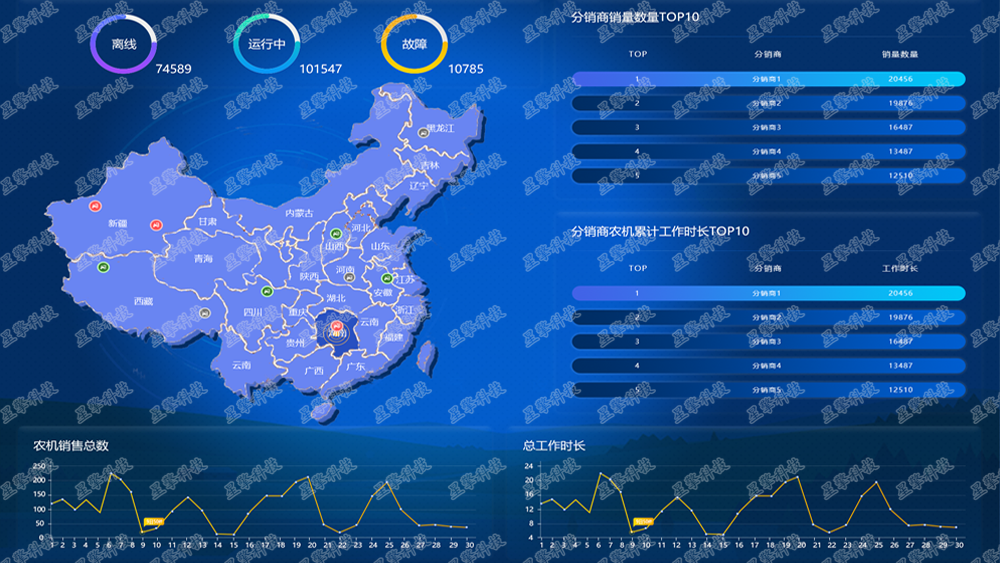 离线
74589
运行中
101547
故障
10785
分销商销量数量TOP10
TOP 分销商 销量数量
1 分销商1 20456
2 分销商2 19876
3 分销商3 16487
4 分销商4 13487
5 分销商5 12510
黑龙江
吉林
辽宁
内蒙古
甘肃
新疆
河北
山西
山东
青海
陕西
河南
江苏
安徽
西藏
四川
重庆
湖北
浙江
云南
湖南
贵州
福建
云南
广西
广东
分销商农机累计工作时长TOP10
TOP 分销商 工作时长
1 分销商1 20456
2 分销商2 19876
3 分销商3 16487
4 分销商4 13487
5 分销商5 12510
农机销售总数
250
200
150
100
50
0
1 2 3 4 5 6 7 8 9 10 11 12 13 14 15 16 17 18 19 20 21 22 23 24 25 26 27 28 29 30
总工作时长
24
20
16
12
8
4
1 2 3 4 5 6 7 8 9 10 11 12 13 14 15 16 17 18 19 20 21 22 23 24 25 26 27 28 29 30